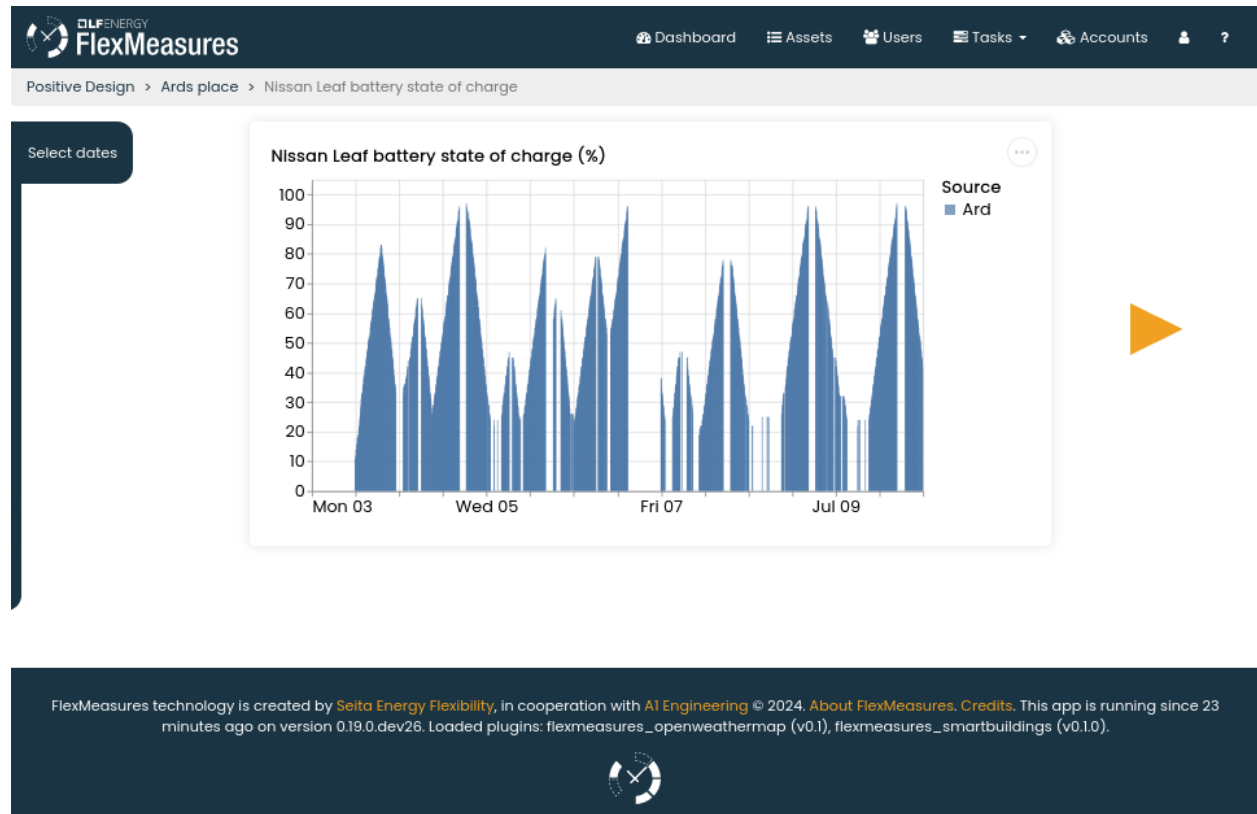 LFENERGY
FlexMeasures
Dashboard Assets Users Tasks Accounts ?
Positive Design > Ards place > Nissan Leaf battery state of charge
Select dates
Nissan Leaf battery state of charge (%)
Source
Ard
100
90
80
70
60
50
40
30
20
10
0
Mon 03 Wed 05 Fri 07 Jul 09
FlexMeasures technology is created by Seita Energy Flexibility, in cooperation with A1 Engineering © 2024. About FlexMeasures. Credits. This app is running since 23
minutes ago on version 0.19.0.dev26. Loaded plugins: flexmeasures_openweathermap (v0.1), flexmeasures_smartbuildings (v0.1.0).